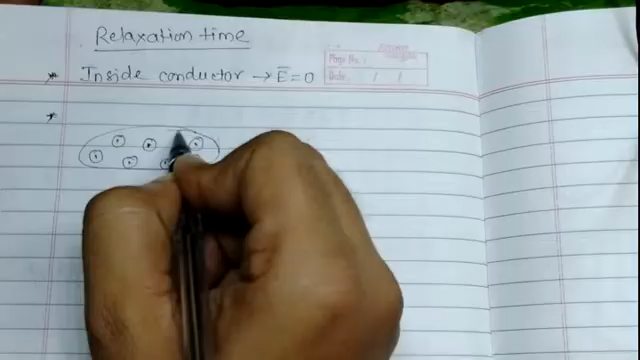 Relaxation time
* Inside conductor → E̅ = 0
Page No.:
Date: / /
*